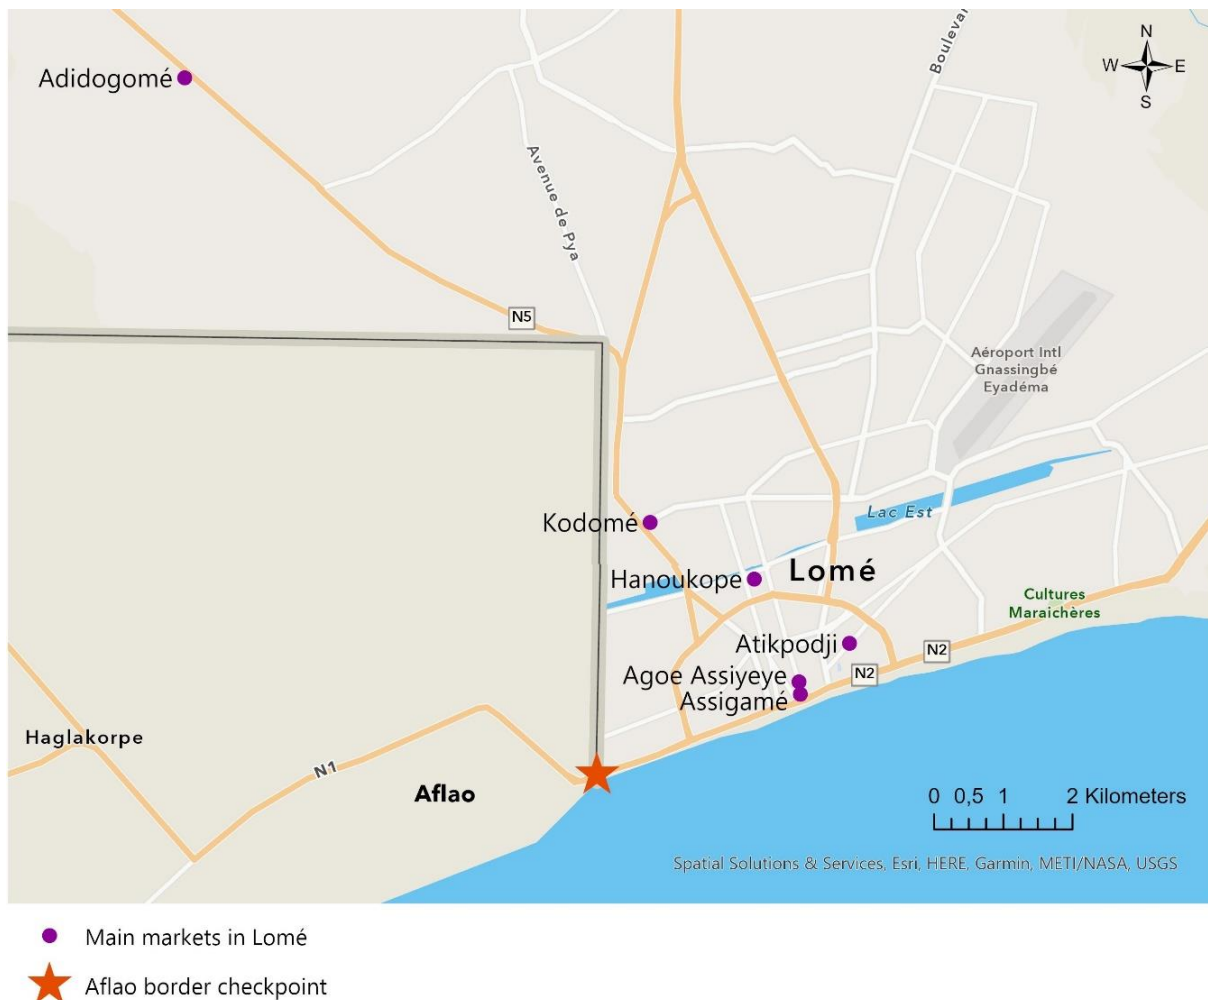 N
W E
S
Boulevar
Adidogomé
Avenue de Pya
N5
Aéroport Intl
Gnassingbé
Eyadéma
Lac Est
Kodomé
Hanoukope
Lomé
Cultures
Maraichères
Atikpodji
N2
N2
Agoe Assiyeye
Assigamé
Haglakorpe
N1
Aflao
0 0,5 1 2 Kilometers
Spatial Solutions & Services, Esri, HERE, Garmin, METI/NASA, USGS
Main markets in Lomé
Aflao border checkpoint